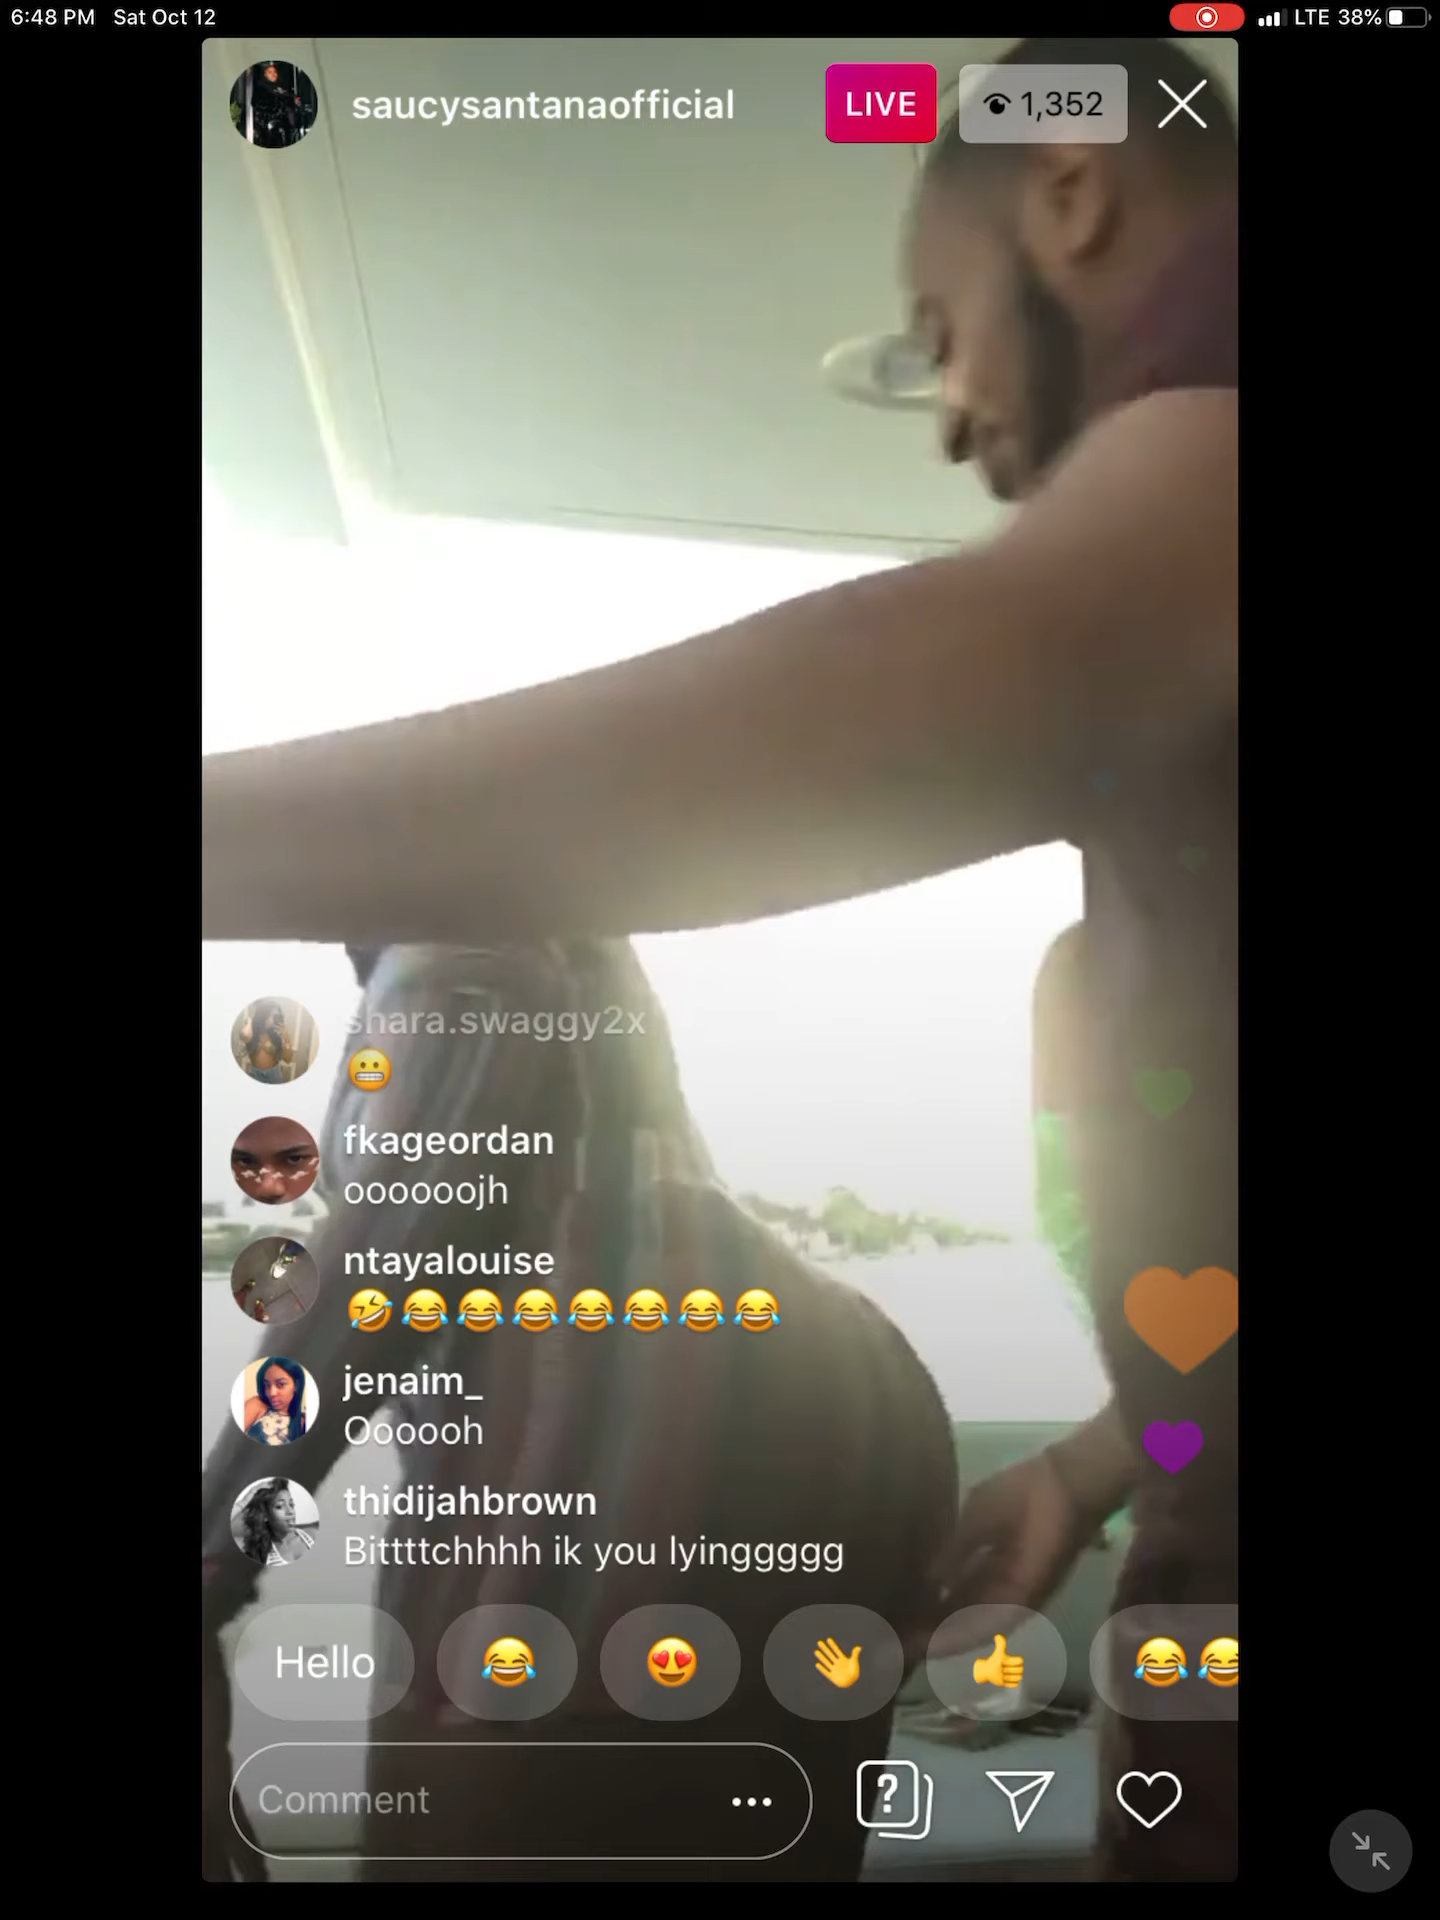 6:48 PM Sat Oct 12
LTE 38%
saucysantanaofficial
LIVE
1,352
shara.swaggy2x
😬
fkageordan
oooooojh
ntayalouise
🤣😂😂😂😂😂😂😂
jenaim_
Oooooh
thidijahbrown
Bittttchhhh ik you lyinggggg
Hello 😂 😍 👋 👍 😂😂
Comment
?